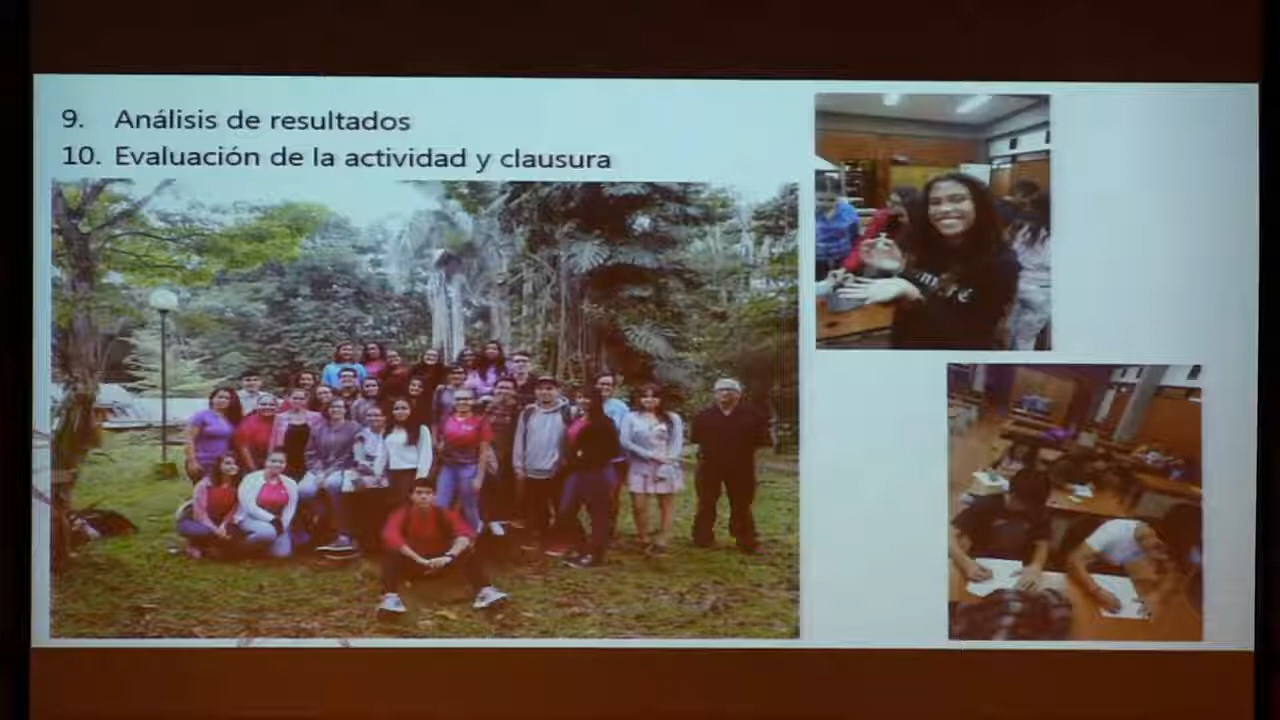 9. Análisis de resultados
10. Evaluación de la actividad y clausura